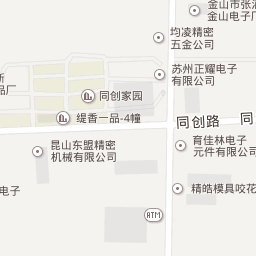 金山市张浦
金山电子厂
均凌精密
五金公司
斯
品厂
苏州正耀电子
有限公司
同创家园
同创路
同
缇香一品-4幢
昆山东盟精密
机械有限公司
育佳林电子
元件有限公司
电子
精皓模具咬花
ATM